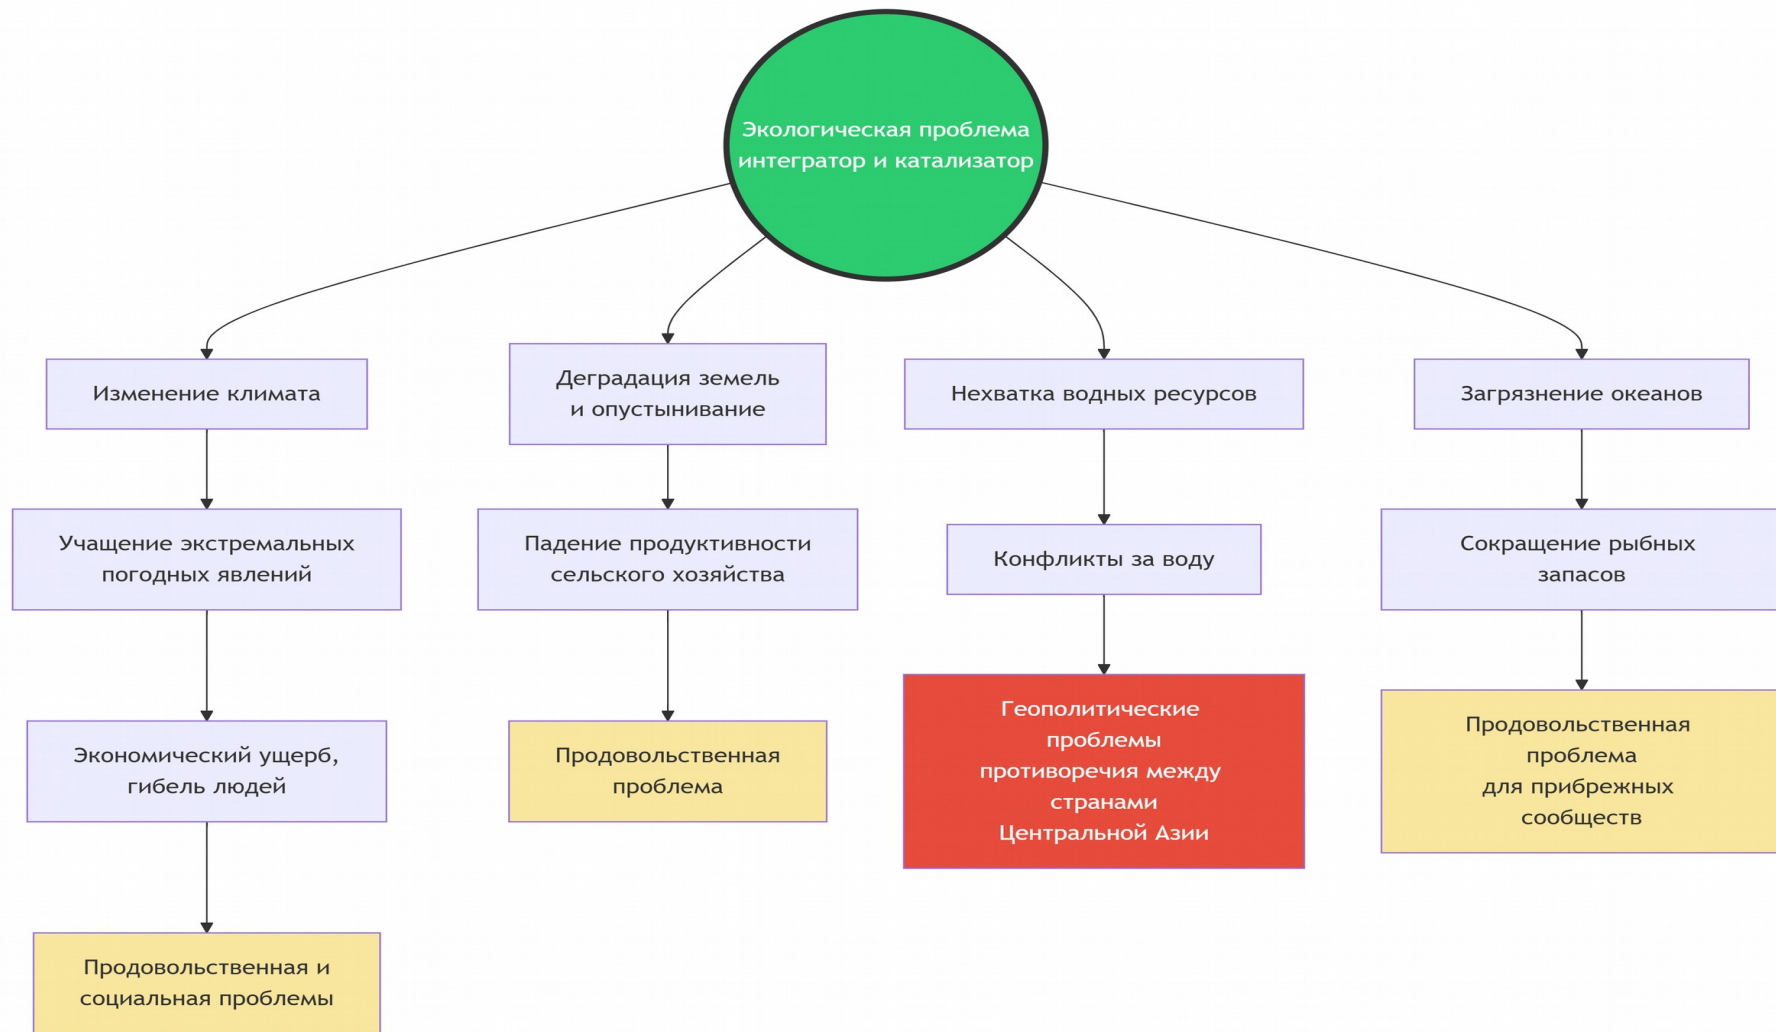 Экологическая проблема
интегратор и катализатор
Изменение климата
Деградация земель
и опустынивание
Нехватка водных ресурсов
Загрязнение океанов
Учащение экстремальных
погодных явлений
Падение продуктивности
сельского хозяйства
Конфликты за воду
Сокращение рыбных
запасов
Экономический ущерб,
гибель людей
Продовольственная
проблема
Геополитические
проблемы
противоречия между
странами
Центральной Азии
Продовольственная
проблема
для прибрежных
сообществ
Продовольственная и
социальная проблемы